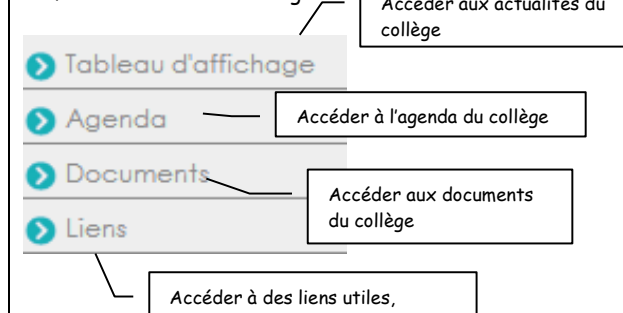 Accéder aux actualités du
collège
Tableau d'affichage
Agenda
Accéder à l'agenda du collège
Documents
Accéder aux documents
du collège
Liens
Accéder à des liens utiles,